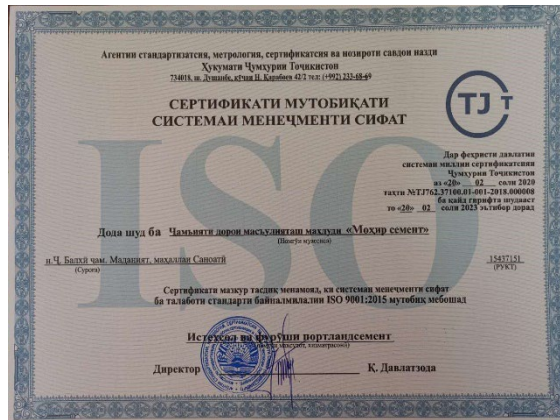 Агентии стандартизатсия, метрология, сертификатсия ва нозироти савдои назди
Ҳукумати Ҷумҳурии Тоҷикистон
734018, ш. Душанбе, кӯчаи Н. Қарабоев 42/2 тел: (+992) 233-68-69
TJ T
СЕРТИФИКАТИ МУТОБИҚАТИ
СИСТЕМАИ МЕНЕҶМЕНТИ СИФАТ
ISO
Дар феҳристи давлатии
системаи миллии сертификатсияи
Ҷумҳурии Тоҷикистон
аз «20» 02 соли 2020
таҳти №TJ762.37100.01-001-2018.000008
ба қайд гирифта шудааст
то «20» 02 соли 2023 эътибор дорад
Дода шуд ба Ҷамъияти дорои масъулияташ маҳдуди «Моҳир семент»
н.Ҷ. Балхӣ ҷам. Маданият, маҳаллаи Саноатӣ 15437151
(Суроға) (РУКТ)
Сертификати мазкур тасдиқ менамояд, ки системаи менеҷменти сифат
ба талаботи стандарти байналмилалии ISO 9001:2015 мутобиқ мебошад
Истеҳсол ва фурӯши портландсемент
Директор Қ. Давлатзода